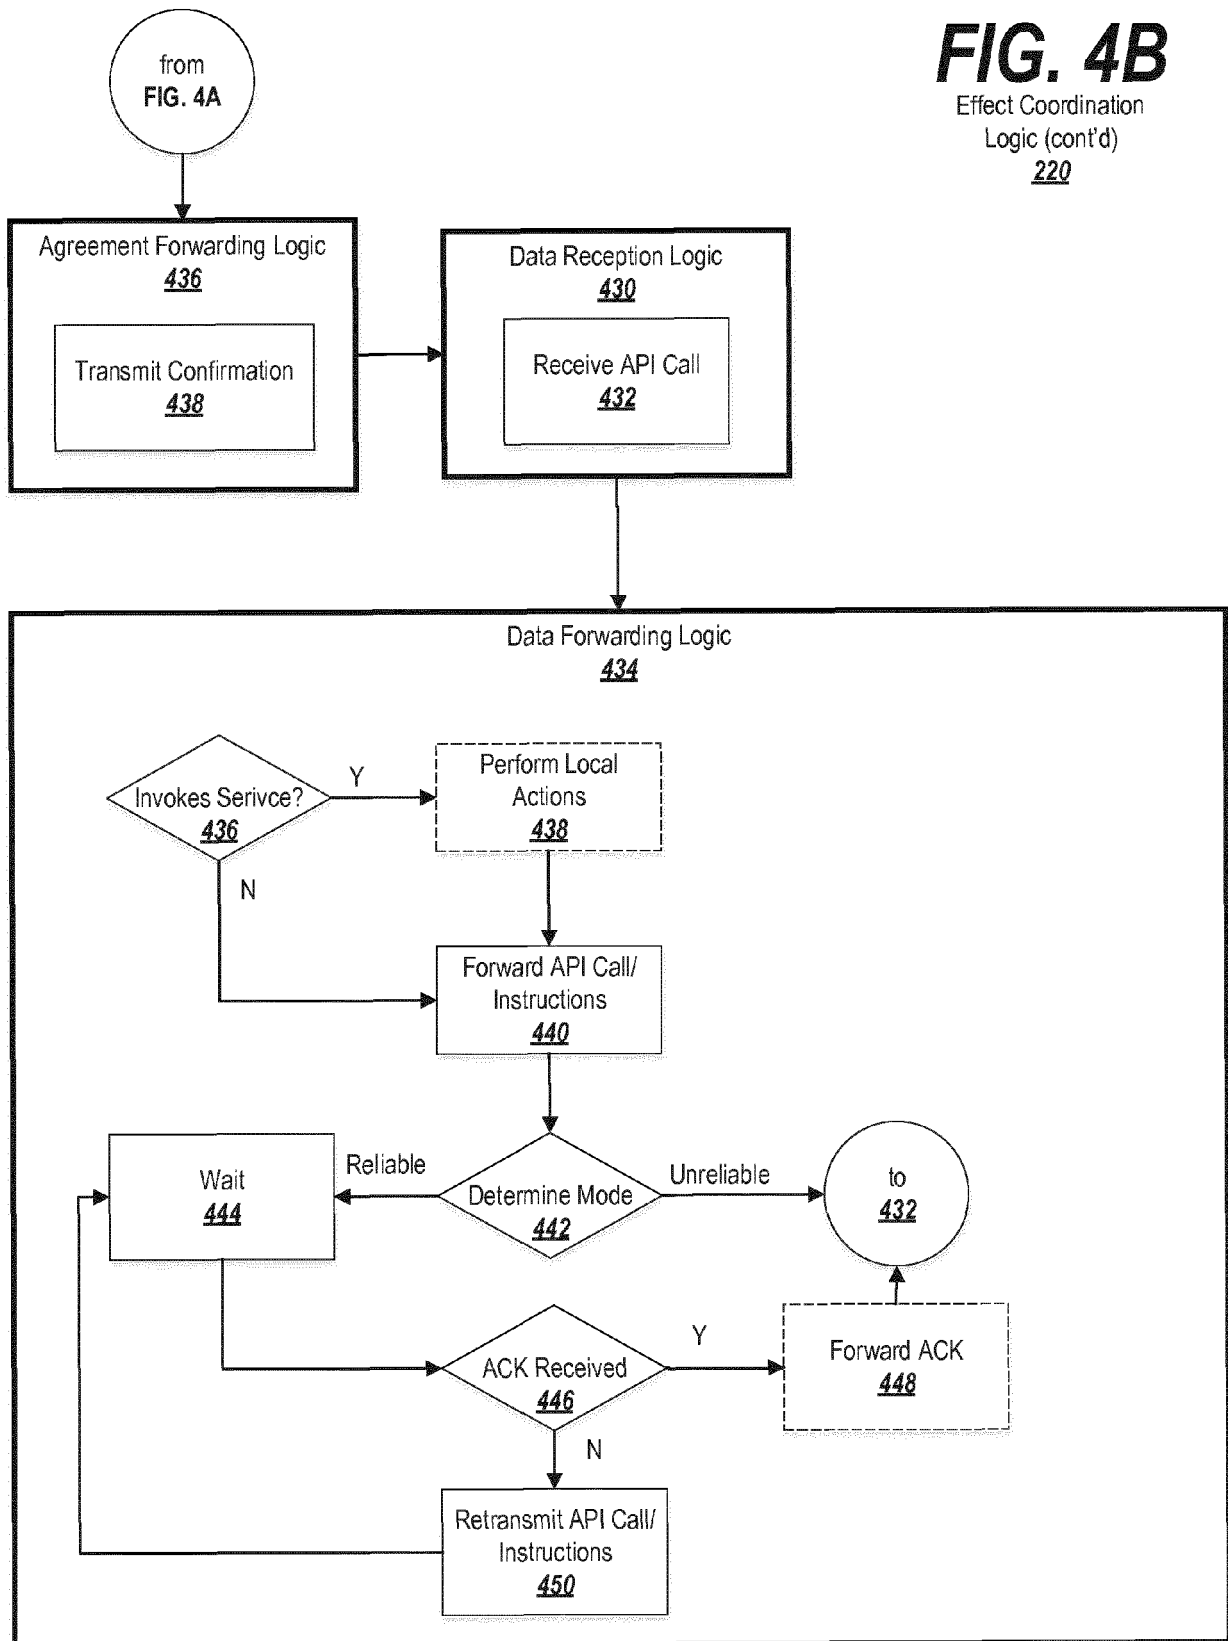 from
FIG. 4A
FIG. 4B
Effect Coordination
Logic (cont'd)
220
Agreement Forwarding Logic
436
Transmit Confirmation
438
Data Reception Logic
430
Receive API Call
432
Data Forwarding Logic
434
Invokes Serivce?
436
Y
N
Perform Local
Actions
438
Forward API Call/
Instructions
440
Wait
444
Reliable
Determine Mode
442
Unreliable
to
432
ACK Received
446
Y
N
Forward ACK
448
Retransmit API Call/
Instructions
450